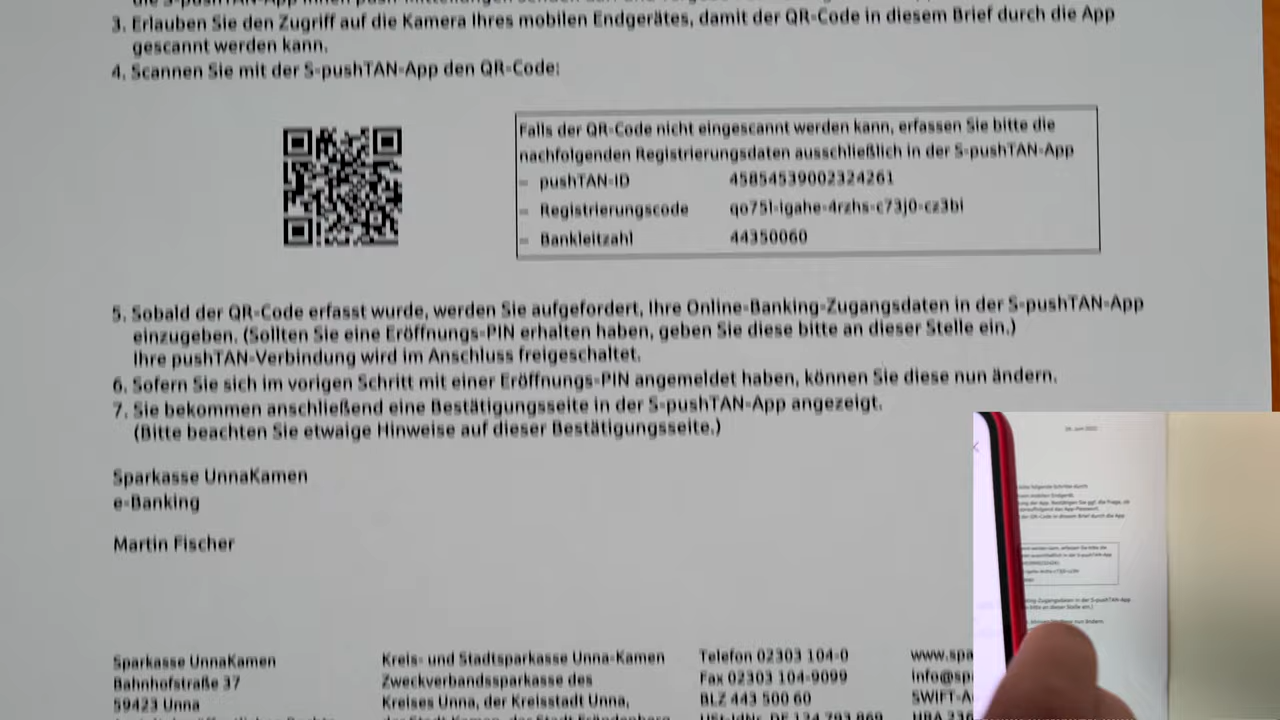 3. Erlauben Sie den Zugriff auf die Kamera Ihres mobilen Endgerätes, damit der QR-Code in diesem Brief durch die App
gescannt werden kann.
4. Scannen Sie mit der S-pushTAN-App den QR-Code:
Falls der QR-Code nicht eingescannt werden kann, erfassen Sie bitte die
nachfolgenden Registrierungsdaten ausschließlich in der S-pushTAN-App
– pushTAN-ID 45854539002324261
– Registrierungscode qo75l-igahe-4rzhs-c73j0-cz3bi
– Bankleitzahl 44350060
5. Sobald der QR-Code erfasst wurde, werden Sie aufgefordert, Ihre Online-Banking-Zugangsdaten in der S-pushTAN-App
einzugeben. (Sollten Sie eine Eröffnungs-PIN erhalten haben, geben Sie diese bitte an dieser Stelle ein.)
Ihre pushTAN-Verbindung wird im Anschluss freigeschaltet.
6. Sofern Sie sich im vorigen Schritt mit einer Eröffnungs-PIN angemeldet haben, können Sie diese nun ändern.
7. Sie bekommen anschließend eine Bestätigungsseite in der S-pushTAN-App angezeigt.
(Bitte beachten Sie etwaige Hinweise auf dieser Bestätigungsseite.)
Sparkasse UnnaKamen
e-Banking
Martin Fischer
Sparkasse UnnaKamen
Bahnhofstraße 37
59423 Unna
Kreis- und Stadtsparkasse Unna-Kamen
Zweckverbandssparkasse des
Kreises Unna, der Kreisstadt Unna,
Telefon 02303 104-0
Fax 02303 104-9099
BLZ 443 500 60
www.spa
info@sp
SWIFT-A